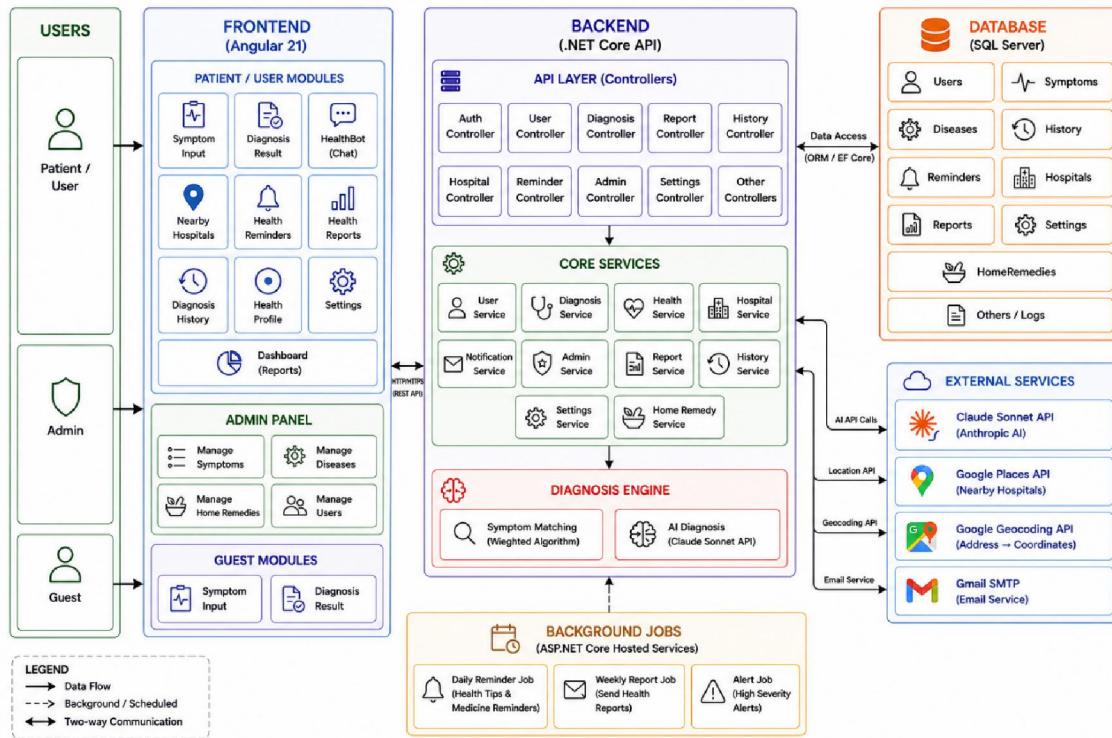 USERS
Patient /
User
Admin
Guest
FRONTEND
(Angular 21)
PATIENT / USER MODULES
Symptom
Input
Diagnosis
Result
HealthBot
(Chat)
Nearby
Hospitals
Health
Reminders
Health
Reports
Diagnosis
History
Health
Profile
Settings
Dashboard
(Reports)
ADMIN PANEL
Manage
Symptoms
Manage
Diseases
Manage
Home Remedies
Manage
Users
GUEST MODULES
Symptom
Input
Diagnosis
Result
HTTP/HTTPS
(REST API)
BACKEND
(.NET Core API)
API LAYER (Controllers)
Auth
Controller
User
Controller
Diagnosis
Controller
Report
Controller
History
Controller
Hospital
Controller
Reminder
Controller
Admin
Controller
Settings
Controller
Other
Controllers
CORE SERVICES
User
Service
Diagnosis
Service
Health
Service
Hospital
Service
Notification
Service
Admin
Service
Report
Service
History
Service
Settings
Service
Home Remedy
Service
DIAGNOSIS ENGINE
Symptom Matching
(Wieghted Algorithm)
AI Diagnosis
(Claude Sonnet API)
BACKGROUND JOBS
(ASP.NET Core Hosted Services)
Daily Reminder Job
(Health Tips &
Medicine Reminders)
Weekly Report Job
(Send Health
Reports)
Alert Job
(High Severity
Alerts)
Data Access
(ORM / EF Core)
DATABASE
(SQL Server)
Users
Symptoms
Diseases
History
Reminders
Hospitals
Reports
Settings
HomeRemedies
Others / Logs
EXTERNAL SERVICES
AI API Calls
Claude Sonnet API
(Anthropic AI)
Location API
Google Places API
(Nearby Hospitals)
Geocoding API
G
Google Geocoding API
(Address → Coordinates)
Email Service
Gmail SMTP
(Email Service)
LEGEND
Data Flow
Background / Scheduled
Two-way Communication